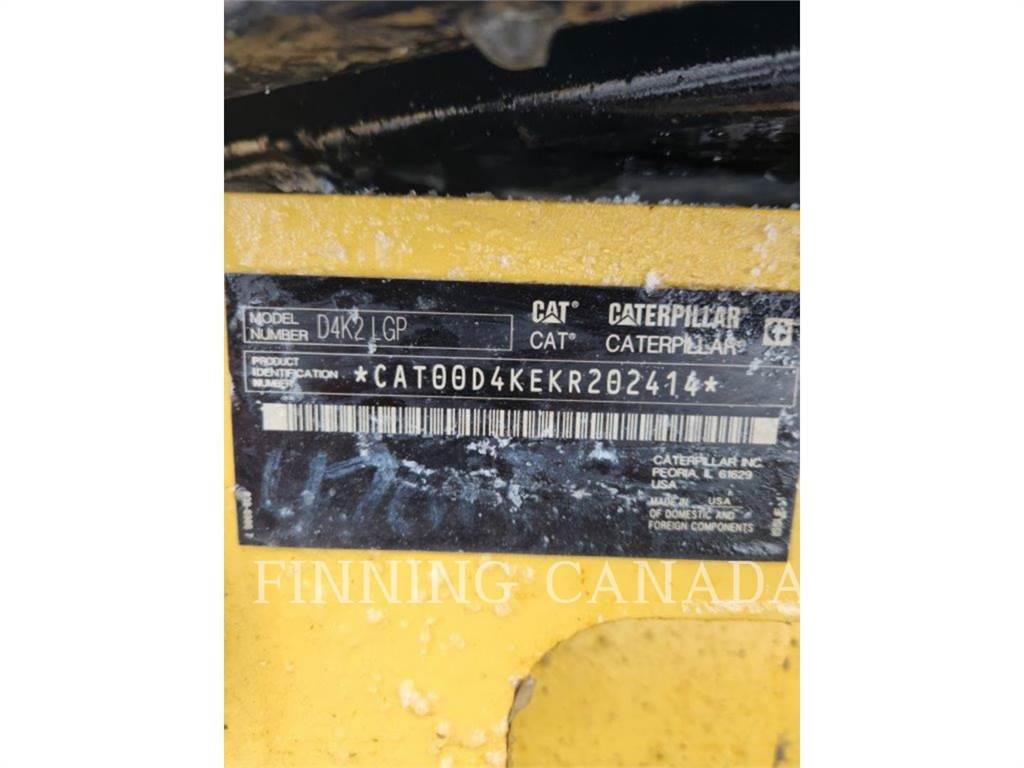 MODEL
NUMBER
D4K2 LGP
CAT® CATERPILLAR®
CAT® CATERPILLAR®
PRODUCT
IDENTIFICATION
NUMBER
*CAT00D4KEKR202414*
CATERPILLAR INC.
PEORIA, IL 61629
USA
MADE IN USA
OF DOMESTIC AND
FOREIGN COMPONENTS
FINNING CANADA